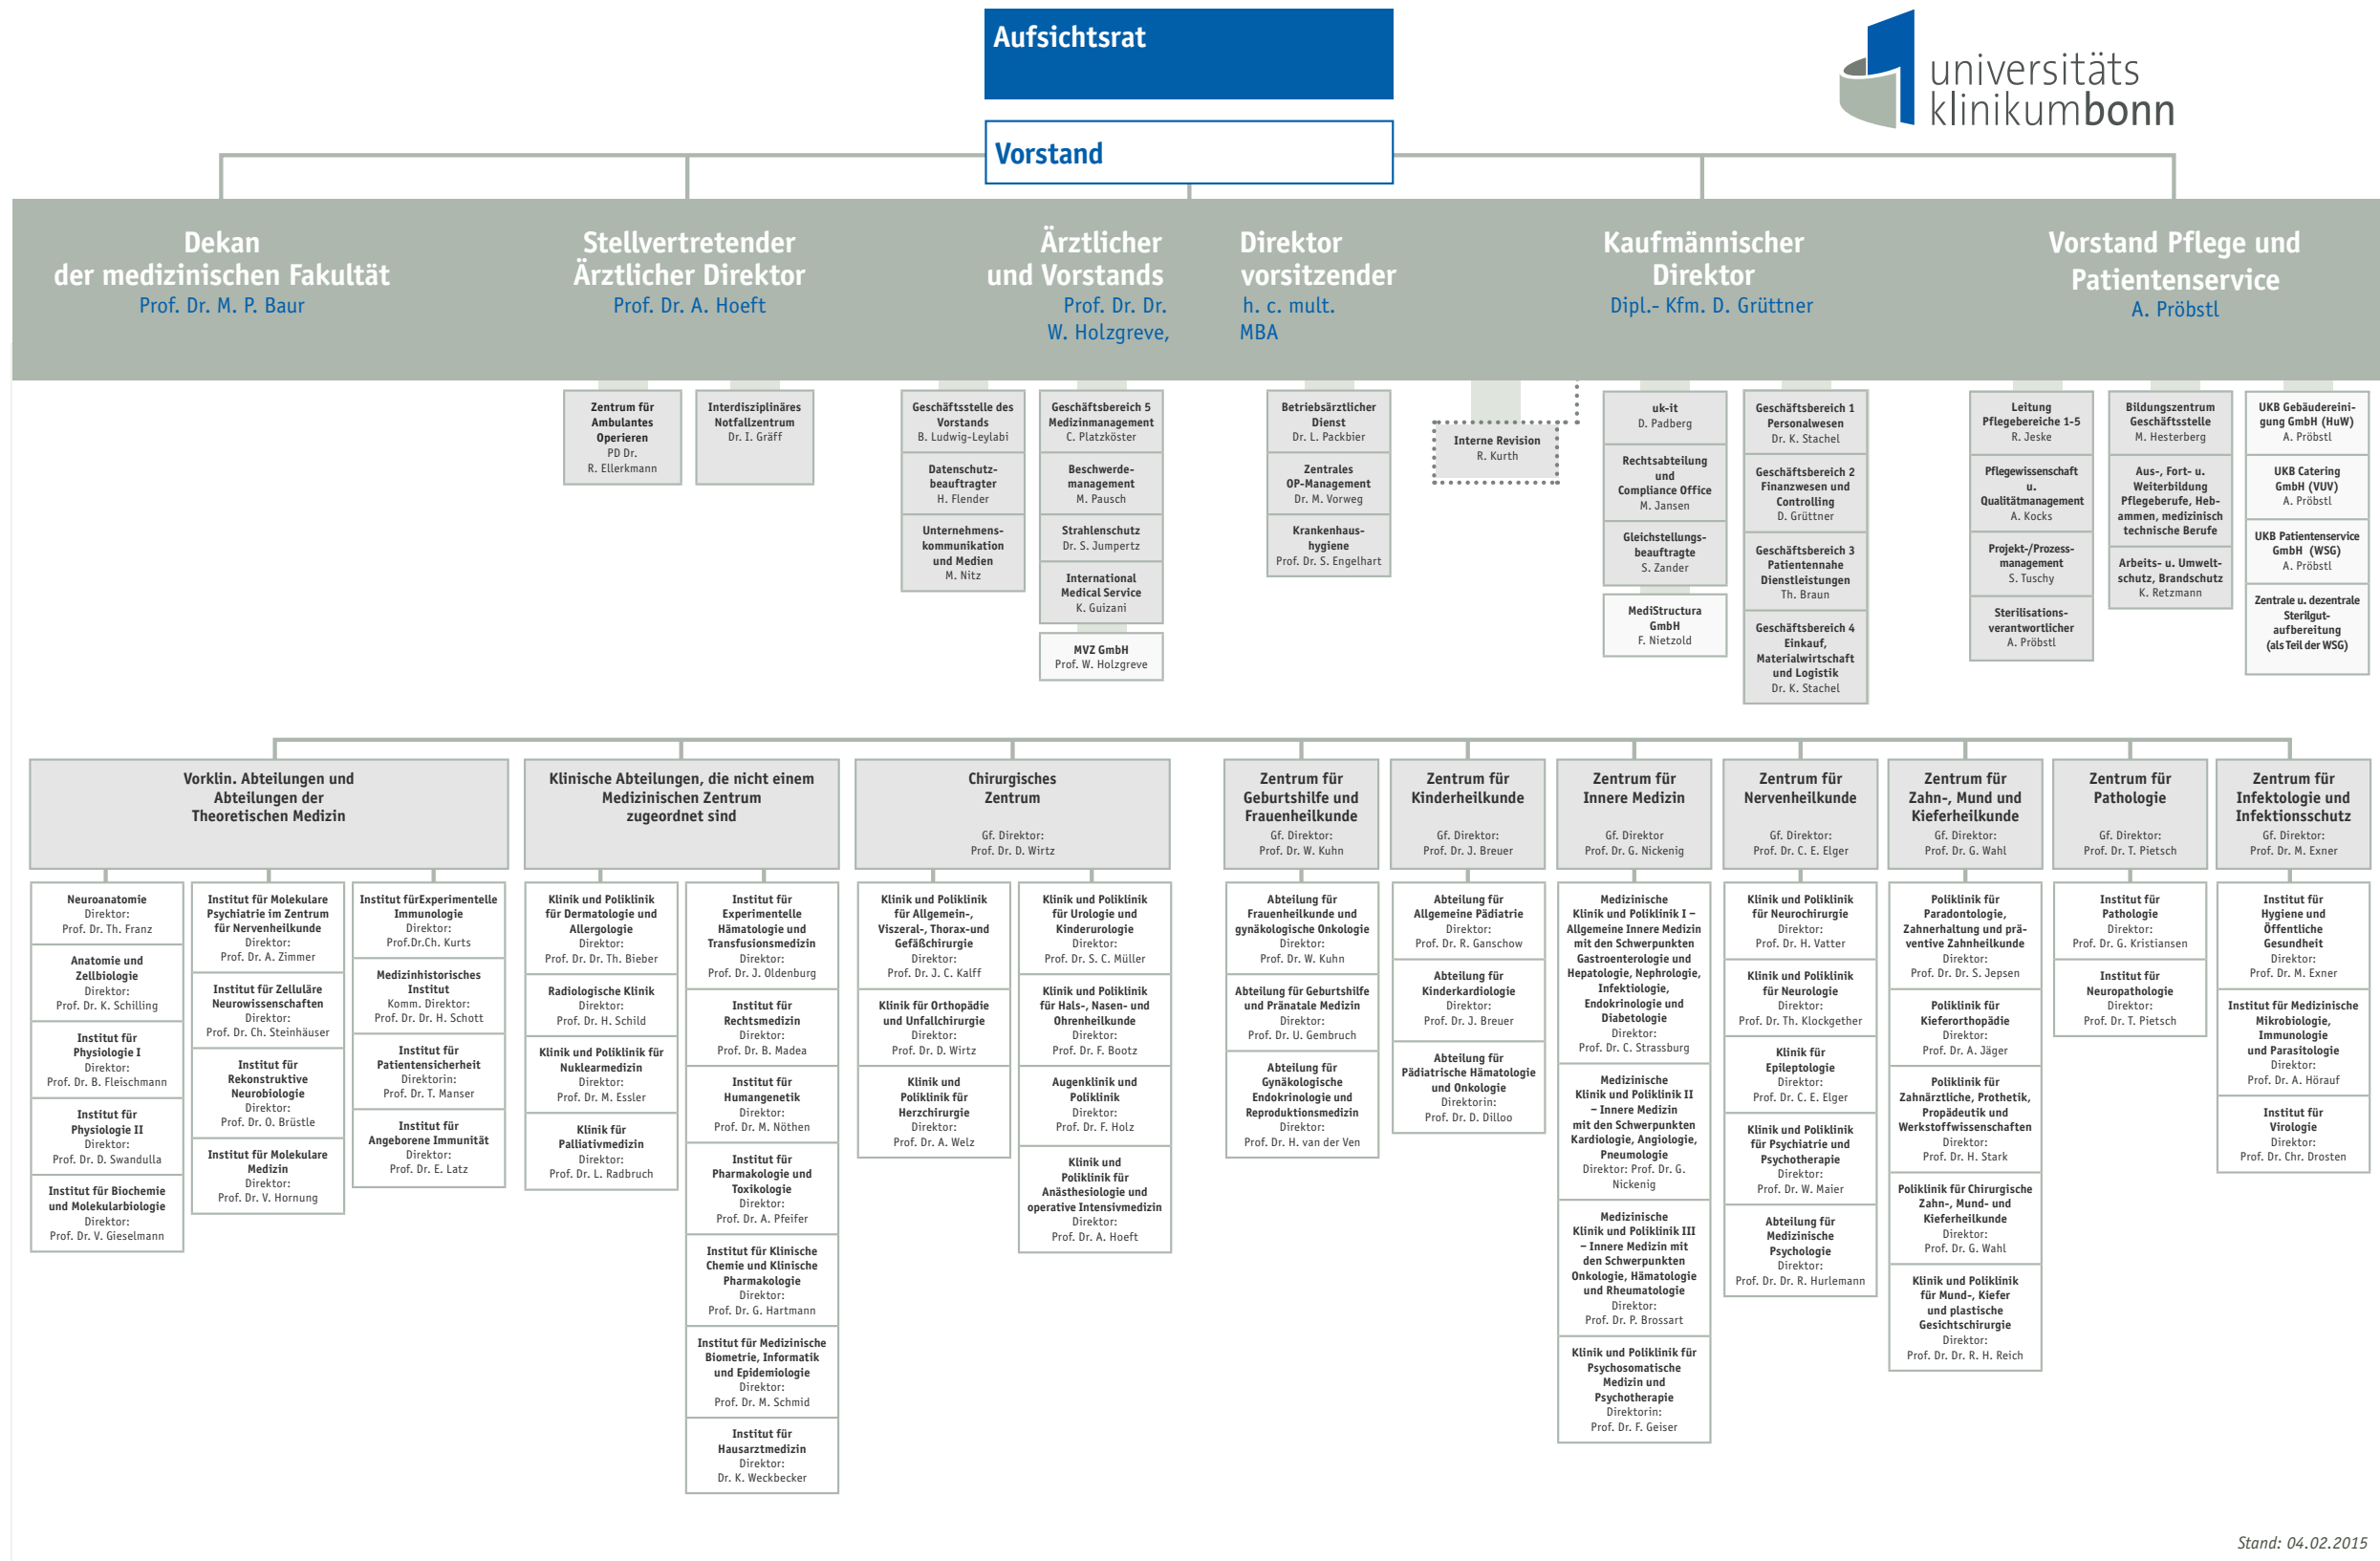 Aufsichtsrat
universitäts
klinikumbonn
Vorstand
Dekan
der medizinischen Fakultät
Prof. Dr. M. P. Baur
Stellvertretender
Ärztlicher Direktor
Prof. Dr. A. Hoeft
Ärztlicher Direktor
und Vorstands vorsitzender
Prof. Dr. Dr. h. c. mult.
W. Holzgreve, MBA
Kaufmännischer
Direktor
Dipl.- Kfm. D. Grüttner
Vorstand Pflege und
Patientenservice
A. Pröbstl
Zentrum für
Ambulantes
Operieren
PD Dr.
R. Ellerkmann
Interdisziplinäres
Notfallzentrum
Dr. I. Gräff
Geschäftsstelle des
Vorstands
B. Ludwig-Leylabi
Datenschutz-
beauftragter
H. Flender
Unternehmens-
kommunikation
und Medien
M. Nitz
Geschäftsbereich 5
Medizinmanagement
C. Platzköster
Beschwerde-
management
M. Pausch
Strahlenschutz
Dr. S. Jumpertz
International
Medical Service
K. Guizani
MVZ GmbH
Prof. W. Holzgreve
Betriebsärztlicher
Dienst
Dr. L. Packbier
Zentrales
OP-Management
Dr. M. Vorweg
Krankenhaus-
hygiene
Prof. Dr. S. Engelhart
Interne Revision
R. Kurth
uk-it
D. Padberg
Rechtsabteilung
und
Compliance Office
M. Jansen
Gleichstellungs-
beauftragte
S. Zander
MediStructura
GmbH
F. Nietzold
Geschäftsbereich 1
Personalwesen
Dr. K. Stachel
Geschäftsbereich 2
Finanzwesen und
Controlling
D. Grüttner
Geschäftsbereich 3
Patientennahe
Dienstleistungen
Th. Braun
Geschäftsbereich 4
Einkauf,
Materialwirtschaft
und Logistik
Dr. K. Stachel
Leitung
Pflegebereiche 1-5
R. Jeske
Pflegewissenschaft
u.
Qualitätmanagement
A. Kocks
Projekt-/Prozess-
management
S. Tuschy
Sterilisations-
verantwortlicher
A. Pröbstl
Bildungszentrum
Geschäftsstelle
M. Hesterberg
Aus-, Fort- u.
Weiterbildung
Pflegeberufe, Heb-
ammen, medizinisch
technische Berufe
Arbeits- u. Umwelt-
schutz, Brandschutz
K. Retzmann
UKB Gebäudereini-
gung GmbH (HuW)
A. Pröbstl
UKB Catering
GmbH (VUV)
A. Pröbstl
UKB Patientenservice
GmbH (WSG)
A. Pröbstl
Zentrale u. dezentrale
Sterilgut-
aufbereitung
(als Teil der WSG)
Vorklin. Abteilungen und
Abteilungen der
Theoretischen Medizin
Neuroanatomie
Direktor:
Prof. Dr. Th. Franz
Anatomie und
Zellbiologie
Direktor:
Prof. Dr. K. Schilling
Institut für
Physiologie I
Direktor:
Prof. Dr. B. Fleischmann
Institut für
Physiologie II
Direktor:
Prof. Dr. D. Swandulla
Institut für Biochemie
und Molekularbiologie
Direktor:
Prof. Dr. V. Gieselmann
Institut für Molekulare
Psychiatrie im Zentrum
für Nervenheilkunde
Direktor:
Prof. Dr. A. Zimmer
Institut für Zelluläre
Neurowissenschaften
Direktor:
Prof. Dr. Ch. Steinhäuser
Institut für
Rekonstruktive
Neurobiologie
Direktor:
Prof. Dr. O. Brüstle
Institut für Molekulare
Medizin
Direktor:
Prof. Dr. V. Hornung
Institut fürExperimentelle
Immunologie
Direktor:
Prof.Dr.Ch. Kurts
Medizinhistorisches
Institut
Komm. Direktor:
Prof. Dr. Dr. H. Schott
Institut für
Patientensicherheit
Direktorin:
Prof. Dr. T. Manser
Institut für
Angeborene Immunität
Direktor:
Prof. Dr. E. Latz
Klinische Abteilungen, die nicht einem
Medizinischen Zentrum
zugeordnet sind
Klinik und Poliklinik
für Dermatologie und
Allergologie
Direktor:
Prof. Dr. Dr. Th. Bieber
Radiologische Klinik
Direktor:
Prof. Dr. H. Schild
Klinik und Poliklinik für
Nuklearmedizin
Direktor:
Prof. Dr. M. Essler
Klinik für
Palliativmedizin
Direktor:
Prof. Dr. L. Radbruch
Institut für
Experimentelle
Hämatologie und
Transfusionsmedizin
Direktor:
Prof. Dr. J. Oldenburg
Institut für
Rechtsmedizin
Direktor:
Prof. Dr. B. Madea
Institut für
Humangenetik
Direktor:
Prof. Dr. M. Nöthen
Institut für
Pharmakologie und
Toxikologie
Direktor:
Prof. Dr. A. Pfeifer
Institut für Klinische
Chemie und Klinische
Pharmakologie
Direktor:
Prof. Dr. G. Hartmann
Institut für Medizinische
Biometrie, Informatik
und Epidemiologie
Direktor:
Prof. Dr. M. Schmid
Institut für
Hausarztmedizin
Direktor:
Dr. K. Weckbecker
Chirurgisches
Zentrum
Gf. Direktor:
Prof. Dr. D. Wirtz
Klinik und Poliklinik
für Allgemein-,
Viszeral-, Thorax-und
Gefäßchirurgie
Direktor:
Prof. Dr. J. C. Kalff
Klinik für Orthopädie
und Unfallchirurgie
Direktor:
Prof. Dr. D. Wirtz
Klinik und
Poliklinik für
Herzchirurgie
Direktor:
Prof. Dr. A. Welz
Klinik und Poliklinik
für Urologie und
Kinderurologie
Direktor:
Prof. Dr. S. C. Müller
Klinik und Poliklinik
für Hals-, Nasen- und
Ohrenheilkunde
Direktor:
Prof. Dr. F. Bootz
Augenklinik und
Poliklinik
Direktor:
Prof. Dr. F. Holz
Klinik und
Poliklinik für
Anästhesiologie und
operative Intensivmedizin
Direktor:
Prof. Dr. A. Hoeft
Zentrum für
Geburtshilfe und
Frauenheilkunde
Gf. Direktor:
Prof. Dr. W. Kuhn
Abteilung für
Frauenheilkunde und
gynäkologische Onkologie
Direktor:
Prof. Dr. W. Kuhn
Abteilung für Geburtshilfe
und Pränatale Medizin
Direktor:
Prof. Dr. U. Gembruch
Abteilung für
Gynäkologische
Endokrinologie und
Reproduktionsmedizin
Direktor:
Prof. Dr. H. van der Ven
Zentrum für
Kinderheilkunde
Gf. Direktor:
Prof. Dr. J. Breuer
Abteilung für
Allgemeine Pädiatrie
Direktor:
Prof. Dr. R. Ganschow
Abteilung für
Kinderkardiologie
Direktor:
Prof. Dr. J. Breuer
Abteilung für
Pädiatrische Hämatologie
und Onkologie
Direktorin:
Prof. Dr. D. Dilloo
Zentrum für
Innere Medizin
Gf. Direktor
Prof. Dr. G. Nickenig
Medizinische
Klinik und Poliklinik I –
Allgemeine Innere Medizin
mit den Schwerpunkten
Gastroenterologie und
Hepatologie, Nephrologie,
Infektiologie,
Endokrinologie und
Diabetologie
Direktor:
Prof. Dr. C. Strassburg
Medizinische
Klinik und Poliklinik II
– Innere Medizin
mit den Schwerpunkten
Kardiologie, Angiologie,
Pneumologie
Direktor: Prof. Dr. G.
Nickenig
Medizinische
Klinik und Poliklinik III
– Innere Medizin mit
den Schwerpunkten
Onkologie, Hämatologie
und Rheumatologie
Direktor:
Prof. Dr. P. Brossart
Klinik und Poliklinik für
Psychosomatische
Medizin und
Psychotherapie
Direktorin:
Prof. Dr. F. Geiser
Zentrum für
Nervenheilkunde
Gf. Direktor:
Prof. Dr. C. E. Elger
Klinik und Poliklinik
für Neurochirurgie
Direktor:
Prof. Dr. H. Vatter
Klinik und Poliklinik
für Neurologie
Direktor:
Prof. Dr. Th. Klockgether
Klinik für
Epileptologie
Direktor:
Prof. Dr. C. E. Elger
Klinik und Poliklinik
für Psychiatrie und
Psychotherapie
Direktor:
Prof. Dr. W. Maier
Abteilung für
Medizinische
Psychologie
Direktor:
Prof. Dr. Dr. R. Hurlemann
Zentrum für
Zahn-, Mund und
Kieferheilkunde
Gf. Direktor:
Prof. Dr. G. Wahl
Poliklinik für
Paradontologie,
Zahnerhaltung und prä-
ventive Zahnheilkunde
Direktor:
Prof. Dr. Dr. S. Jepsen
Poliklinik für
Kieferorthopädie
Direktor:
Prof. Dr. A. Jäger
Poliklinik für
Zahnärztliche, Prothetik,
Propädeutik und
Werkstoffwissenschaften
Direktor:
Prof. Dr. H. Stark
Poliklinik für Chirurgische
Zahn-, Mund- und
Kieferheilkunde
Direktor:
Prof. Dr. G. Wahl
Klinik und Poliklinik
für Mund-, Kiefer
und plastische
Gesichtschirurgie
Direktor:
Prof. Dr. Dr. R. H. Reich
Zentrum für
Pathologie
Gf. Direktor:
Prof. Dr. T. Pietsch
Institut für
Pathologie
Direktor:
Prof. Dr. G. Kristiansen
Institut für
Neuropathologie
Direktor:
Prof. Dr. T. Pietsch
Zentrum für
Infektologie und
Infektionsschutz
Gf. Direktor:
Prof. Dr. M. Exner
Institut für
Hygiene und
Öffentliche
Gesundheit
Direktor:
Prof. Dr. M. Exner
Institut für Medizinische
Mikrobiologie,
Immunologie
und Parasitologie
Direktor:
Prof. Dr. A. Hörauf
Institut für
Virologie
Direktor:
Prof. Dr. Chr. Drosten
Stand: 04.02.2015